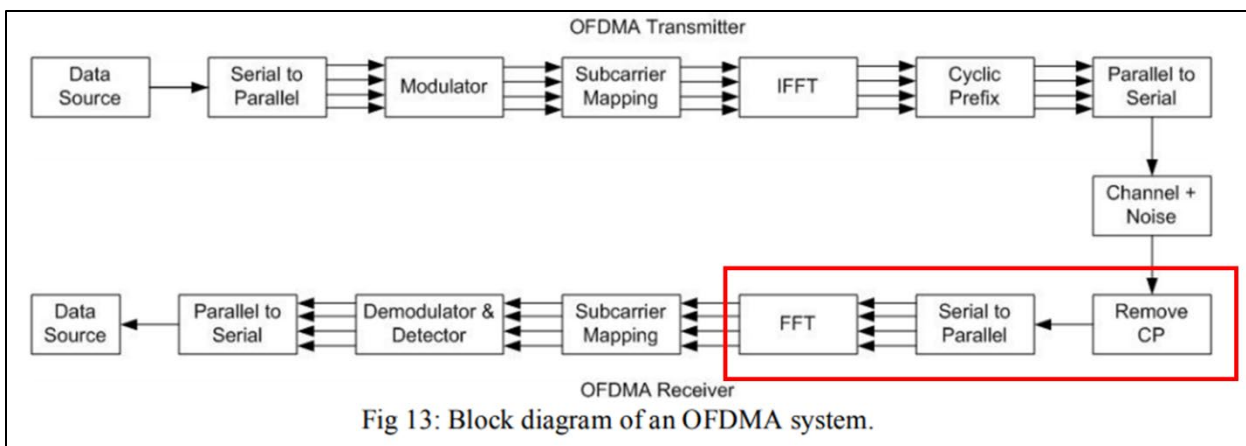 OFDMA Transmitter
Data
Source
Serial to
Parallel
Modulator
Subcarrier
Mapping
IFFT
Cyclic
Prefix
Parallel to
Serial
Channel +
Noise
Data
Source
Parallel to
Serial
Demodulator &
Detector
Subcarrier
Mapping
FFT
Serial to
Parallel
Remove
CP
OFDMA Receiver
Fig 13: Block diagram of an OFDMA system.